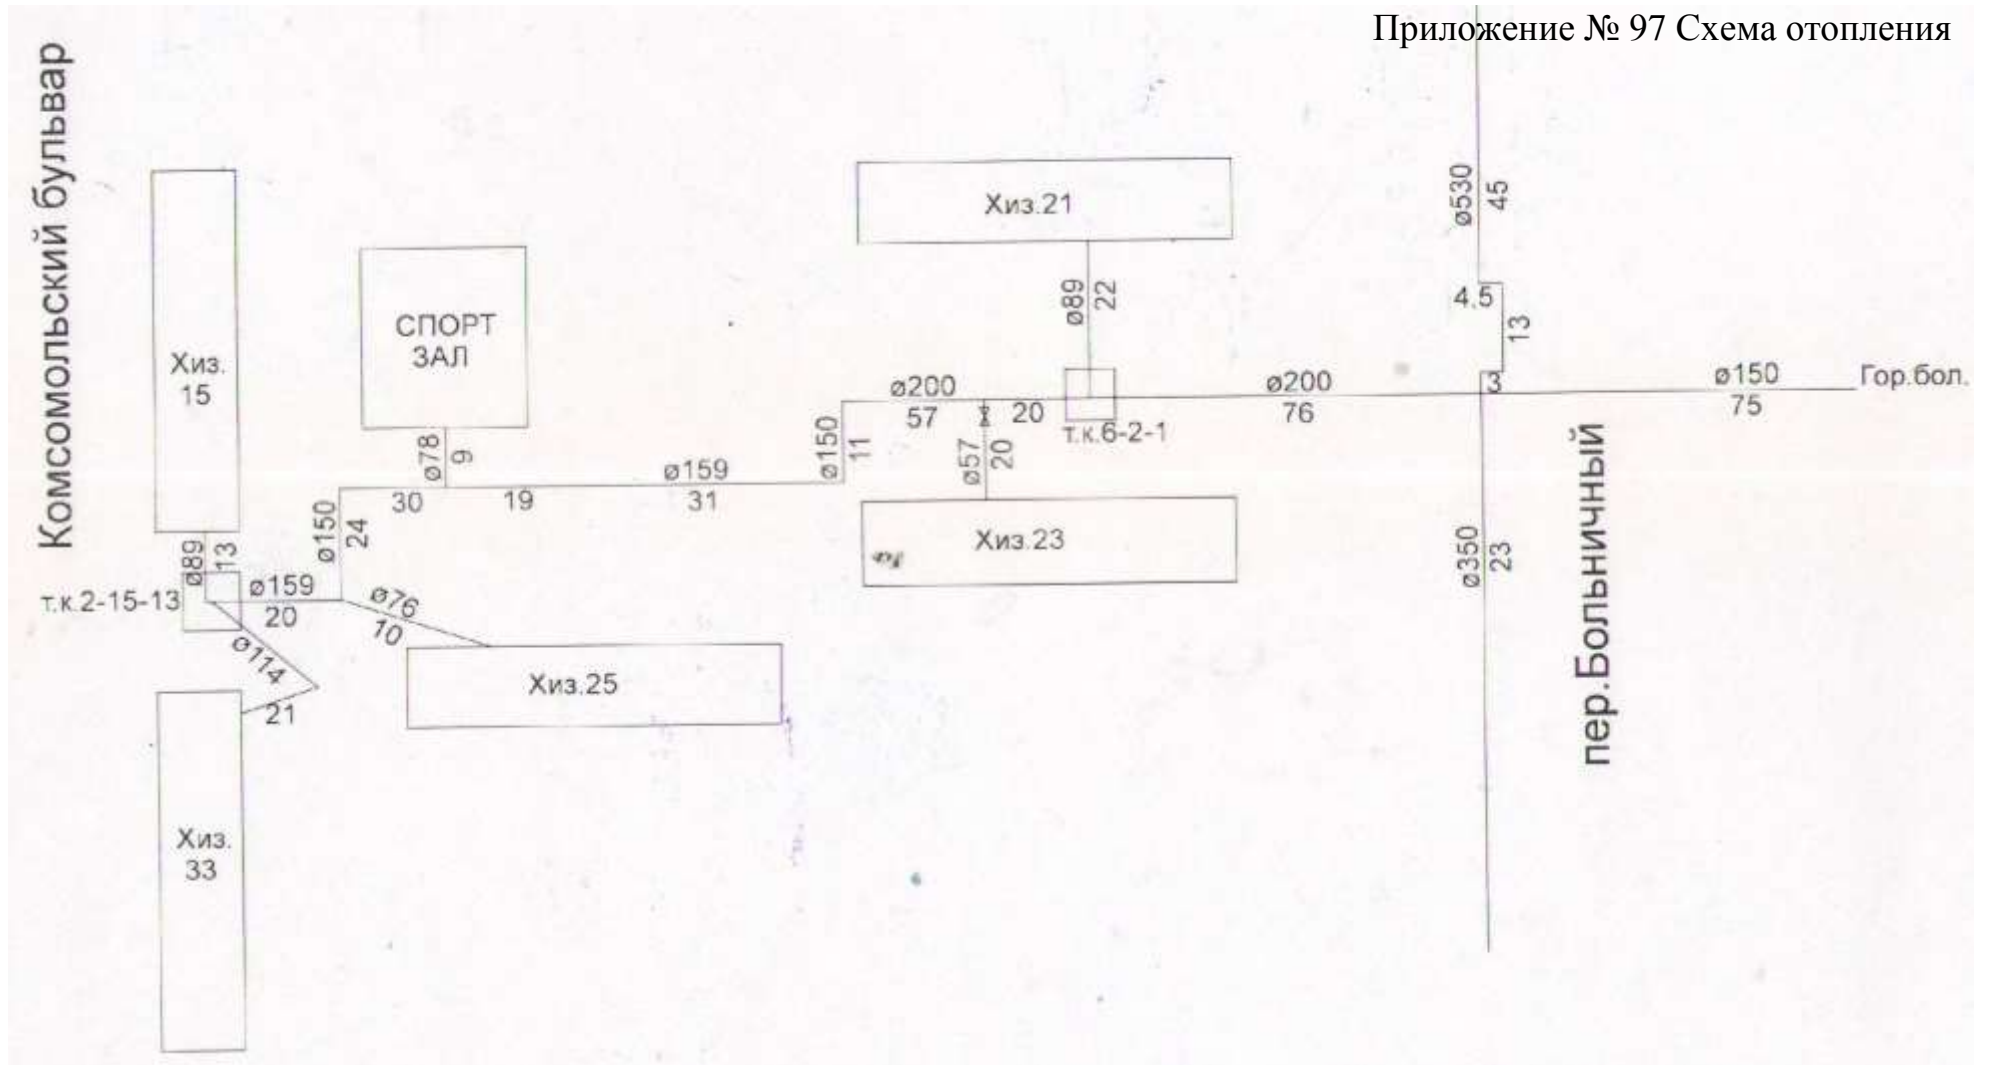 Приложение № 97 Схема отопления
Комсомольский бульвар
Хиз.
15
СПОРТ
ЗАЛ
Хиз.21
ø530
45
4.5
13
3
ø89
22
ø200
57
20
т.к.6-2-1
ø200
76
ø150
75
Гор.бол.
ø150
11
ø57
20
ø78
9
ø159
30
19
31
ø150
24
Хиз.23
ø89
13
т.к.2-15-13
ø159
20
ø76
10
ø114
21
Хиз.25
ø350
23
пер.Больничный
Хиз.
33